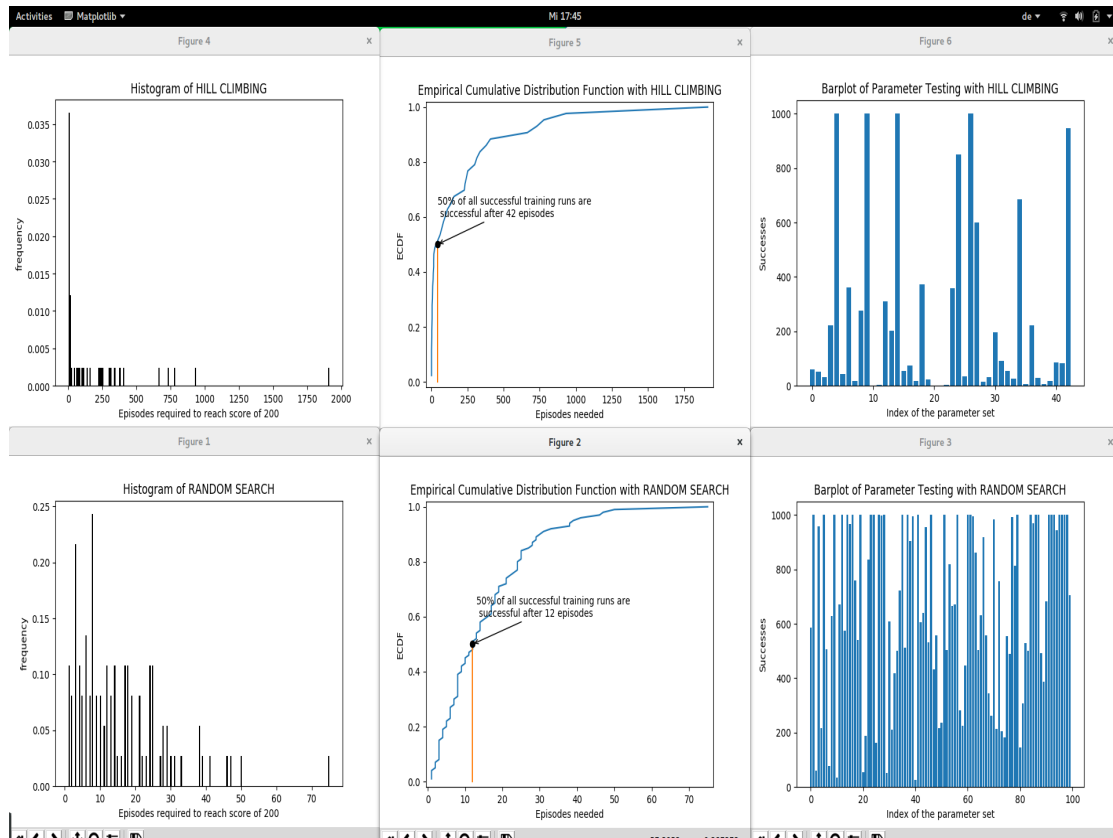 Activities Matplotlib ▾ Mi 17:45 de ▾
Figure 4 x
Figure 5 x
Figure 6 x
Histogram of HILL CLIMBING
0.035
0.030
0.025
0.020
0.015
0.010
0.005
0.000
frequency
0 250 500 750 1000 1250 1500 1750 2000
Episodes required to reach score of 200
Empirical Cumulative Distribution Function with HILL CLIMBING
1.0
0.8
0.6
0.4
0.2
0.0
ECDF
50% of all successful training runs are
successful after 42 episodes
0 250 500 750 1000 1250 1500 1750
Episodes needed
Barplot of Parameter Testing with HILL CLIMBING
1000
800
600
400
200
0
Successes
0 10 20 30 40
Index of the parameter set
Figure 1 x
Figure 2 x
Figure 3 x
Histogram of RANDOM SEARCH
0.25
0.20
0.15
0.10
0.05
0.00
frequency
0 10 20 30 40 50 60 70
Episodes required to reach score of 200
Empirical Cumulative Distribution Function with RANDOM SEARCH
1.0
0.8
0.6
0.4
0.2
0.0
ECDF
50% of all successful training runs are
successful after 12 episodes
0 10 20 30 40 50 60 70
Episodes needed
Barplot of Parameter Testing with RANDOM SEARCH
1000
800
600
400
200
0
Successes
0 20 40 60 80 100
Index of the parameter set